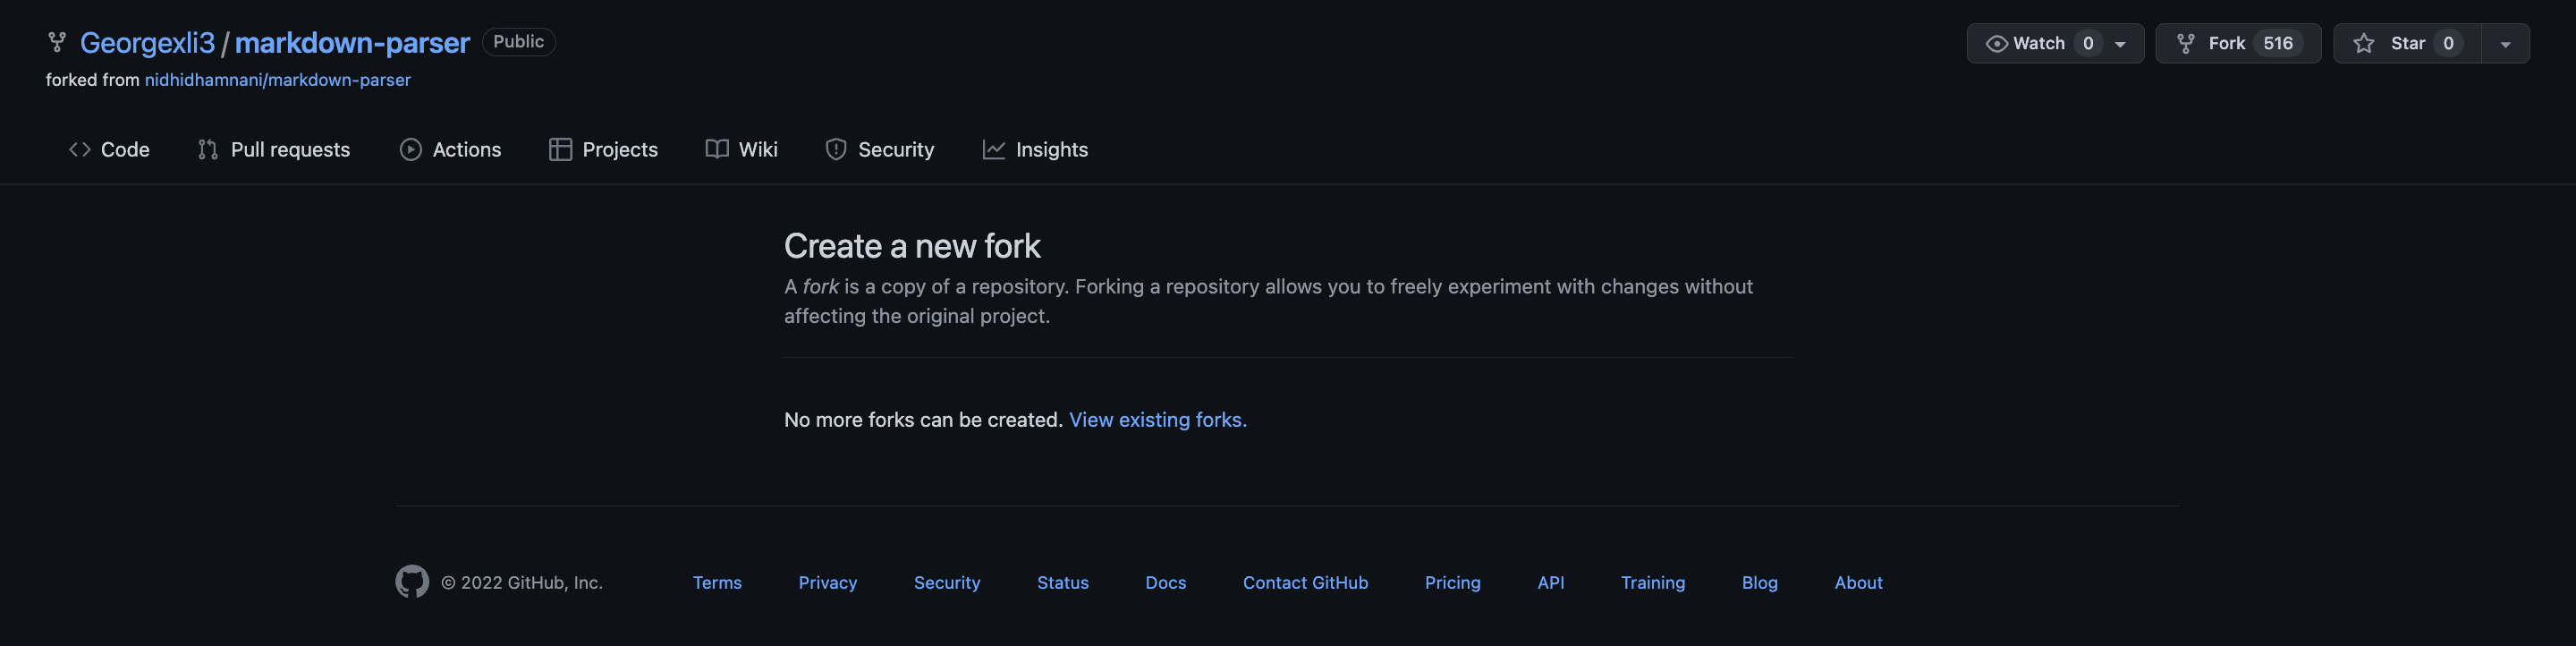 Georgexli3 / markdown-parser Public Watch 0 Fork 516 Star 0
forked from nidhidhamnani/markdown-parser
Code Pull requests Actions Projects Wiki Security Insights
Create a new fork
A fork is a copy of a repository. Forking a repository allows you to freely experiment with changes without
affecting the original project.
No more forks can be created. View existing forks.
© 2022 GitHub, Inc. Terms Privacy Security Status Docs Contact GitHub Pricing API Training Blog About